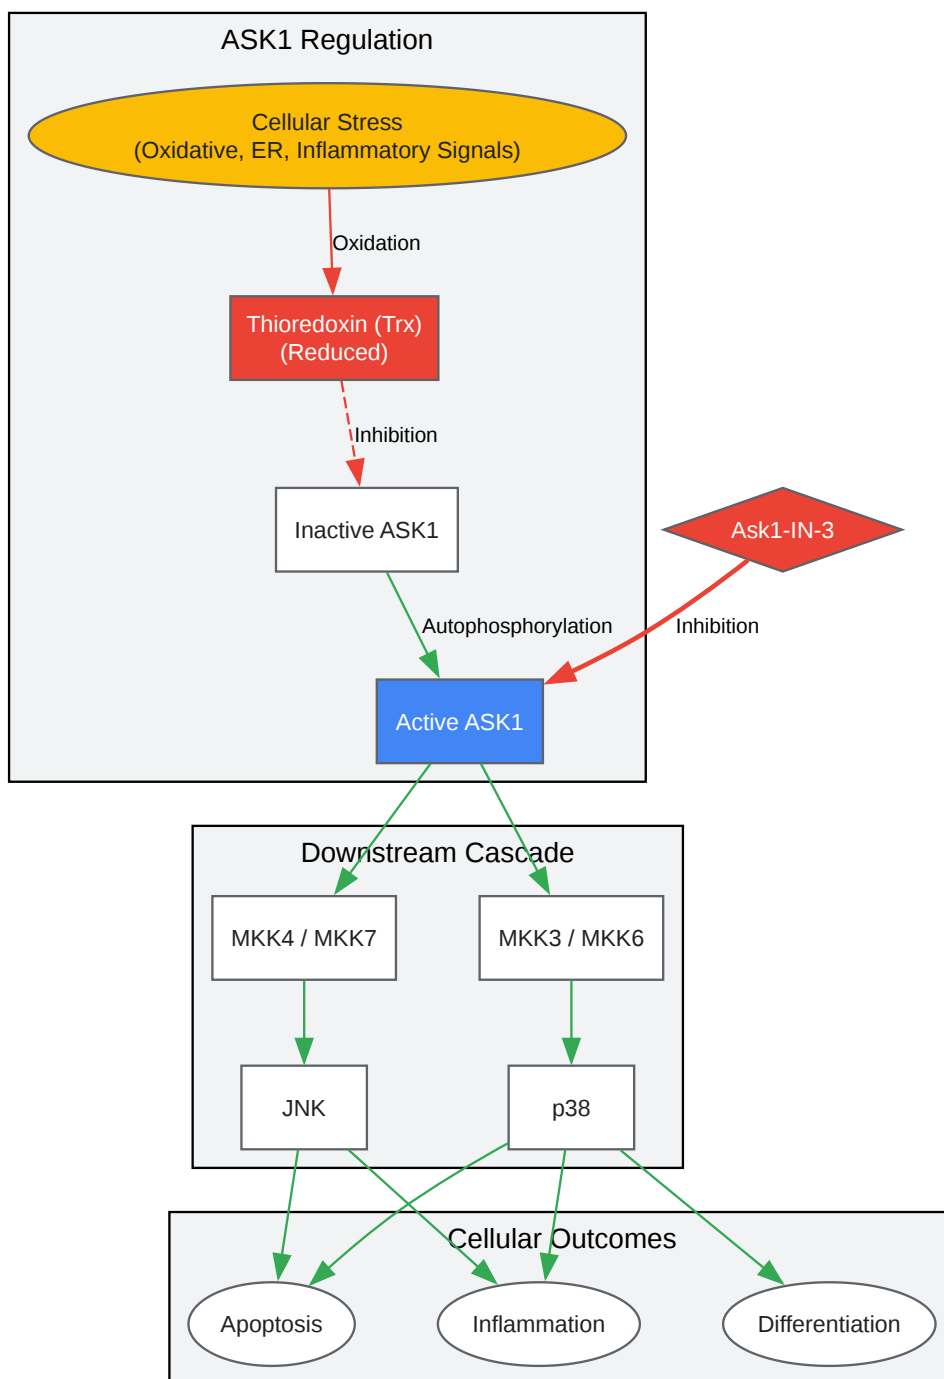 ASK1 Regulation
Cellular Stress
(Oxidative, ER, Inflammatory Signals)
Oxidation
Thioredoxin (Trx)
(Reduced)
Inhibition
Inactive ASK1
Ask1-IN-3
Autophosphorylation
Inhibition
Active ASK1
Downstream Cascade
MKK4 / MKK7
MKK3 / MKK6
JNK
p38
Cellular Outcomes
Apoptosis
Inflammation
Differentiation